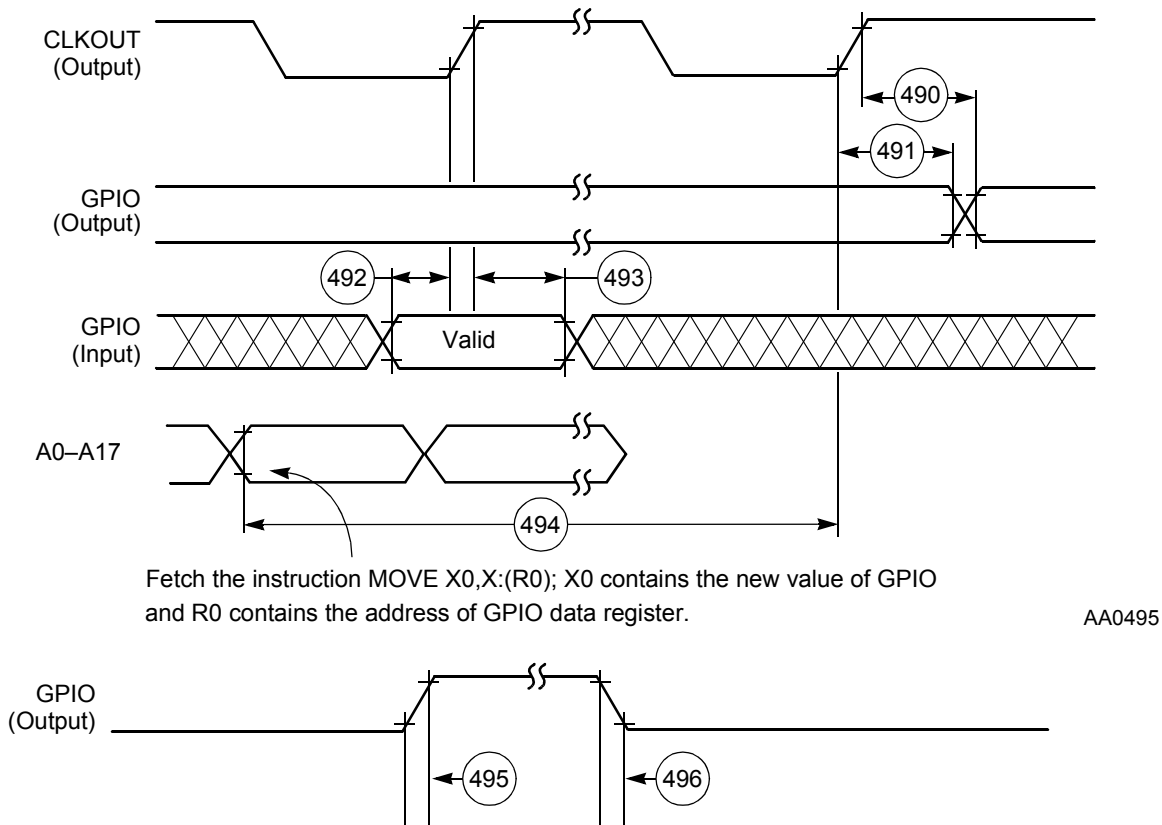 CLKOUT
(Output)
490
491
GPIO
(Output)
492
493
GPIO
(Input)
Valid
A0–A17
494
Fetch the instruction MOVE X0,X:(R0); X0 contains the new value of GPIO
and R0 contains the address of GPIO data register.
AA0495
GPIO
(Output)
495
496